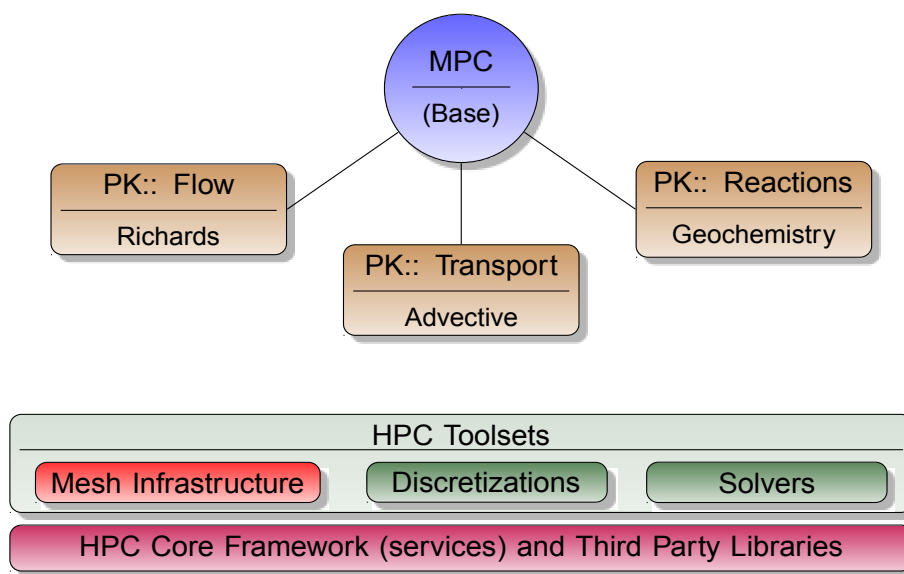 MPC
(Base)
PK:: Flow
Richards
PK:: Transport
Advective
PK:: Reactions
Geochemistry
HPC Toolsets
Mesh Infrastructure
Discretizations
Solvers
HPC Core Framework (services) and Third Party Libraries